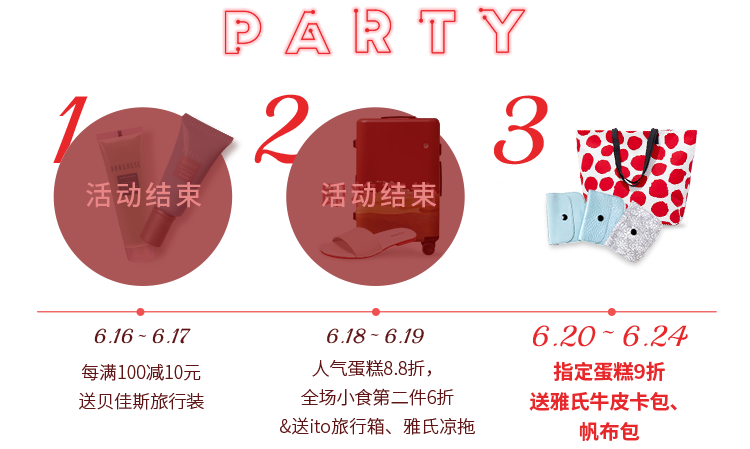 PARTY
1
2
3
活动结束
活动结束
6.16 ~ 6.17
每满100减10元
送贝佳斯旅行装
6.18 ~ 6.19
人气蛋糕8.8折，
全场小食第二件6折
&送ito旅行箱、雅氏凉拖
6.20 ~ 6.24
指定蛋糕9折
送雅氏牛皮卡包、
帆布包